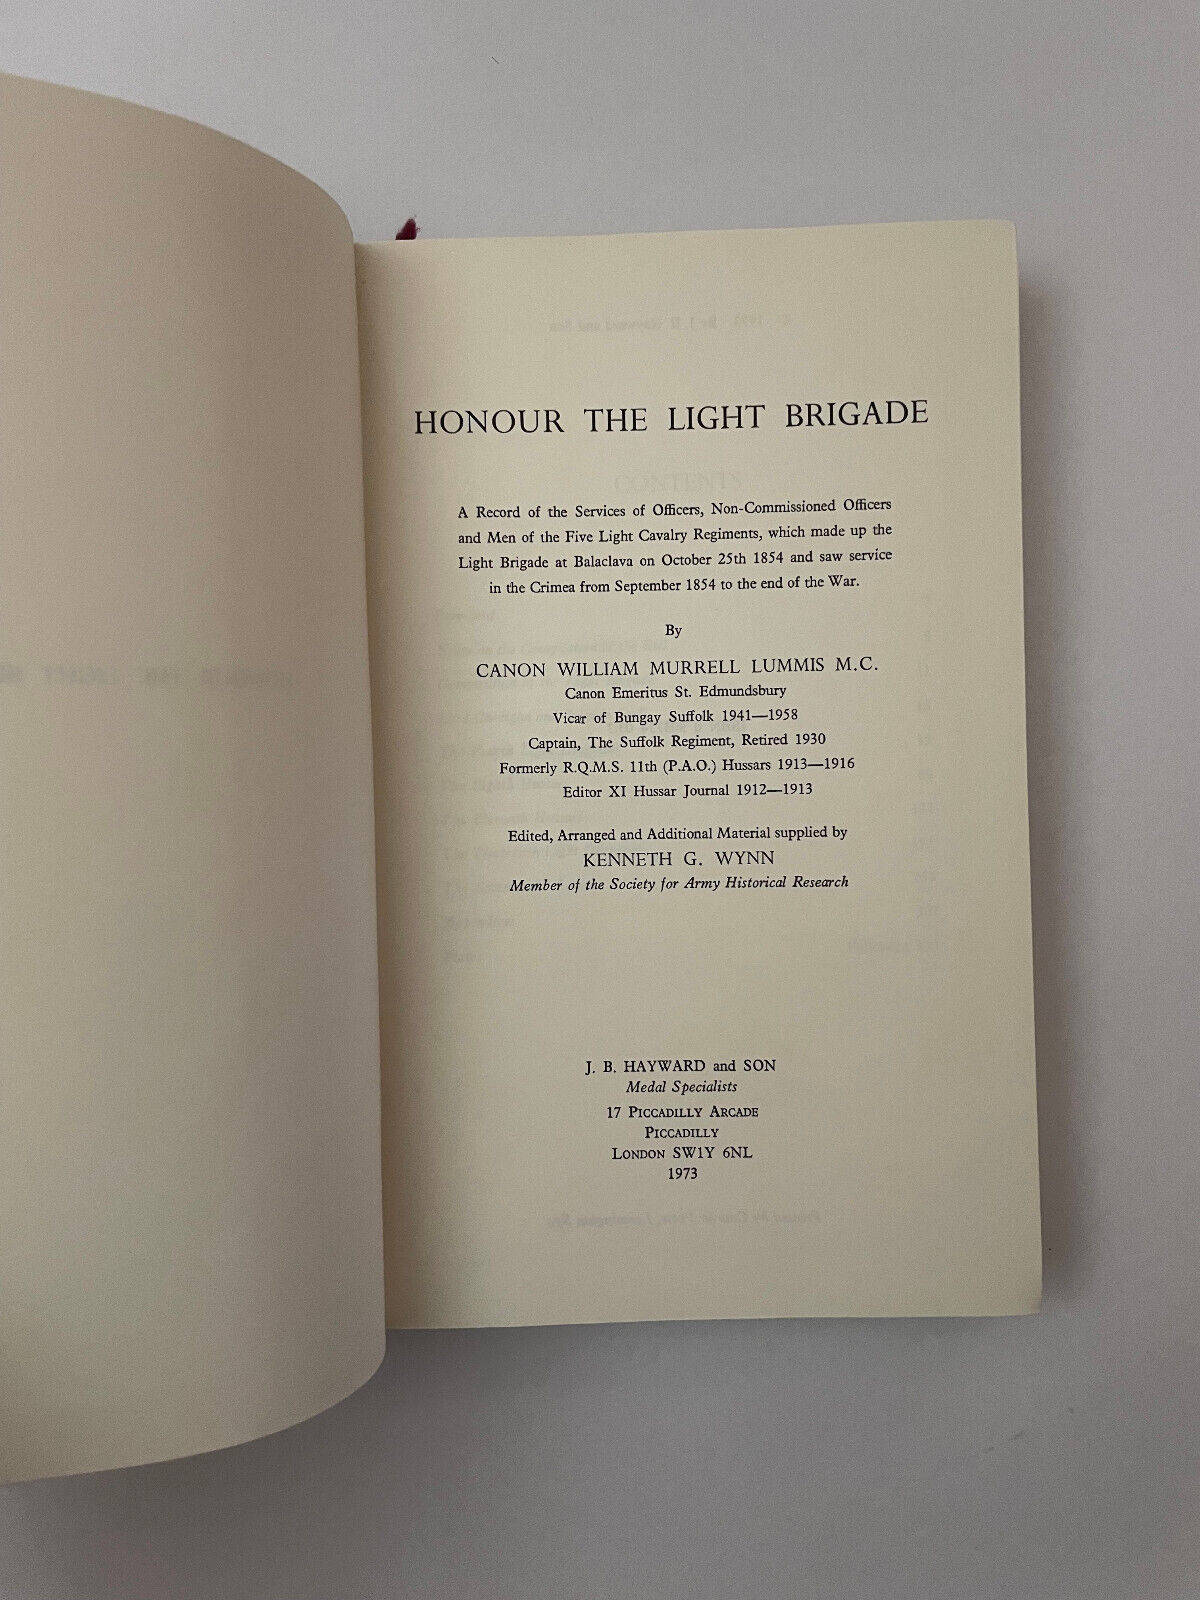 HONOUR THE LIGHT BRIGADE
A Record of the Services of Officers, Non-Commissioned Officers
and Men of the Five Light Cavalry Regiments, which made up the
Light Brigade at Balaclava on October 25th 1854 and saw service
in the Crimea from September 1854 to the end of the War.
By
CANON WILLIAM MURRELL LUMMIS M.C.
Canon Emeritus St. Edmundsbury
Vicar of Bungay Suffolk 1941—1958
Captain, The Suffolk Regiment, Retired 1930
Formerly R.Q.M.S. 11th (P.A.O.) Hussars 1913—1916
Editor XI Hussar Journal 1912—1913
Edited, Arranged and Additional Material supplied by
KENNETH G. WYNN
Member of the Society for Army Historical Research
J. B. HAYWARD and SON
Medal Specialists
17 PICCADILLY ARCADE
PICCADILLY
LONDON SW1Y 6NL
1973